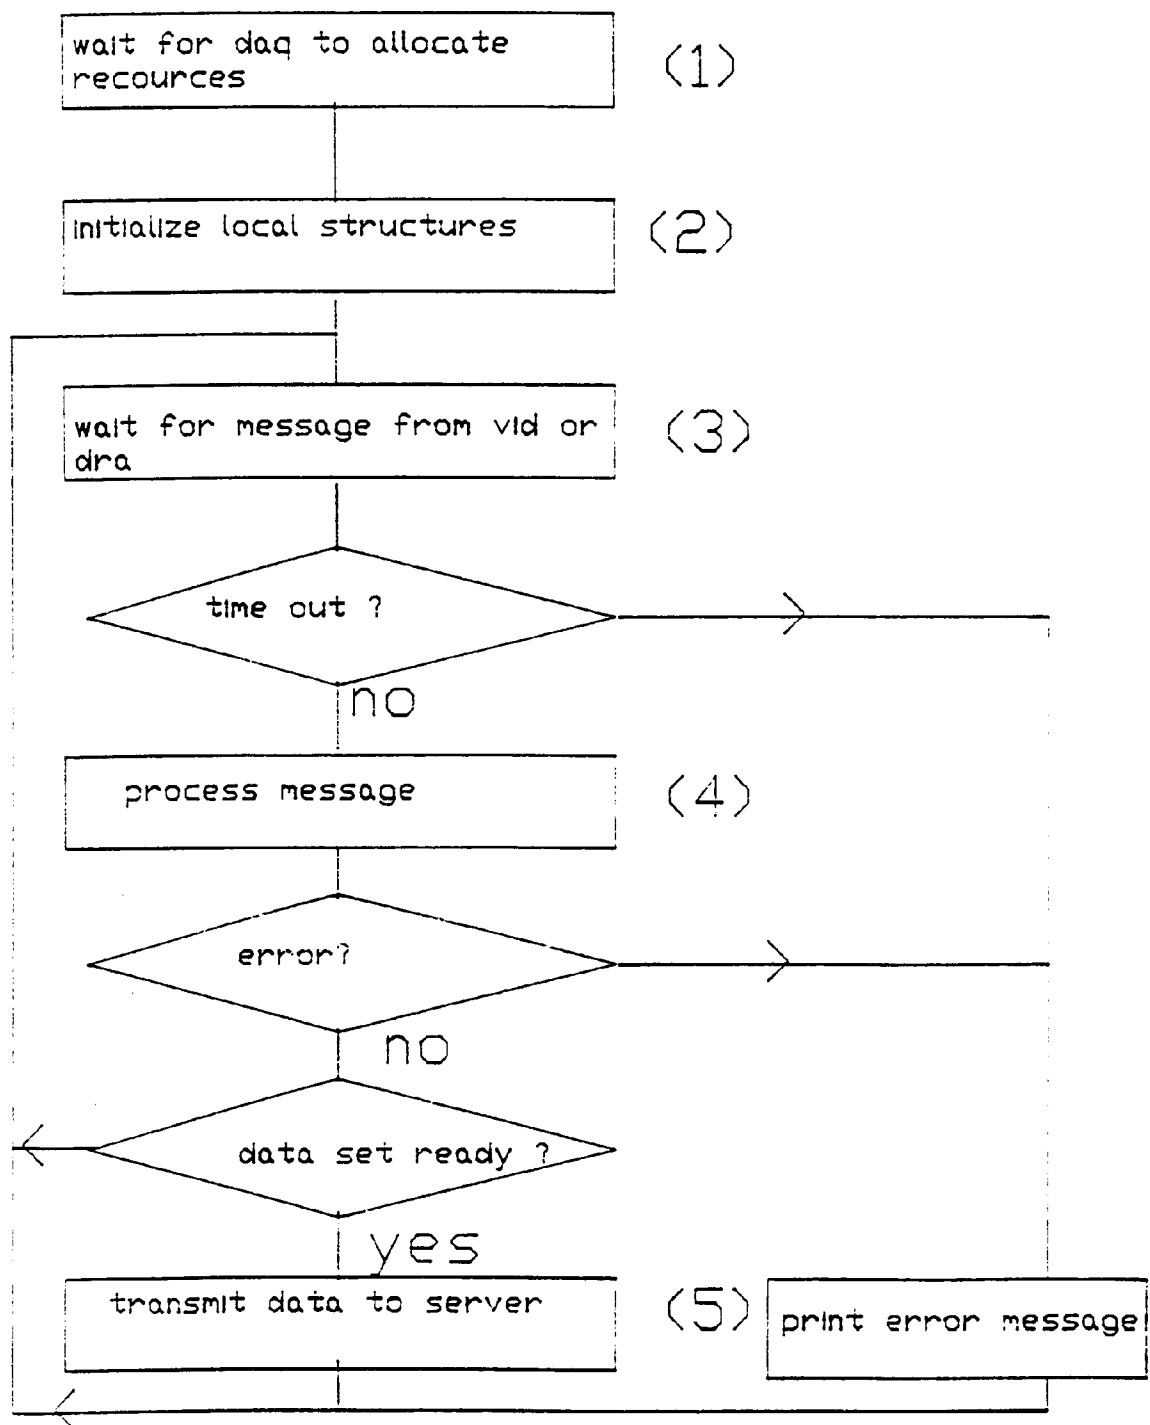 wait for daq to allocate
recources
(1)
initialize local structures
(2)
wait for message from vid or
dra
(3)
time out ?
no
process message
(4)
error?
no
data set ready ?
yes
transmit data to server
(5)
print error message